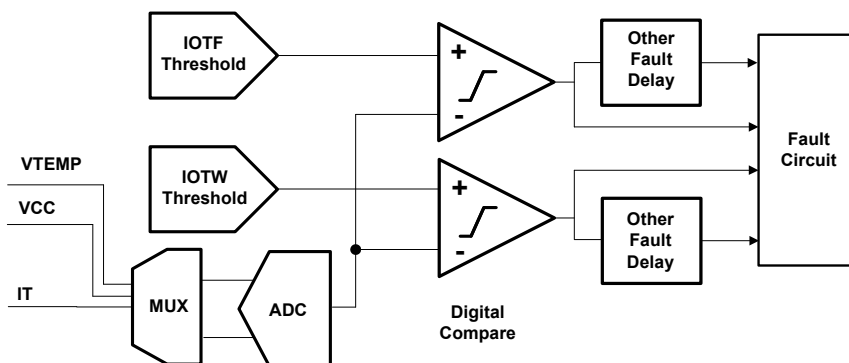 IOTF
Threshold
+
-
Other
Fault
Delay
Fault
Circuit
VTEMP
VCC
IT
IOTW
Threshold
+
-
Other
Fault
Delay
MUX
ADC
Digital
Compare